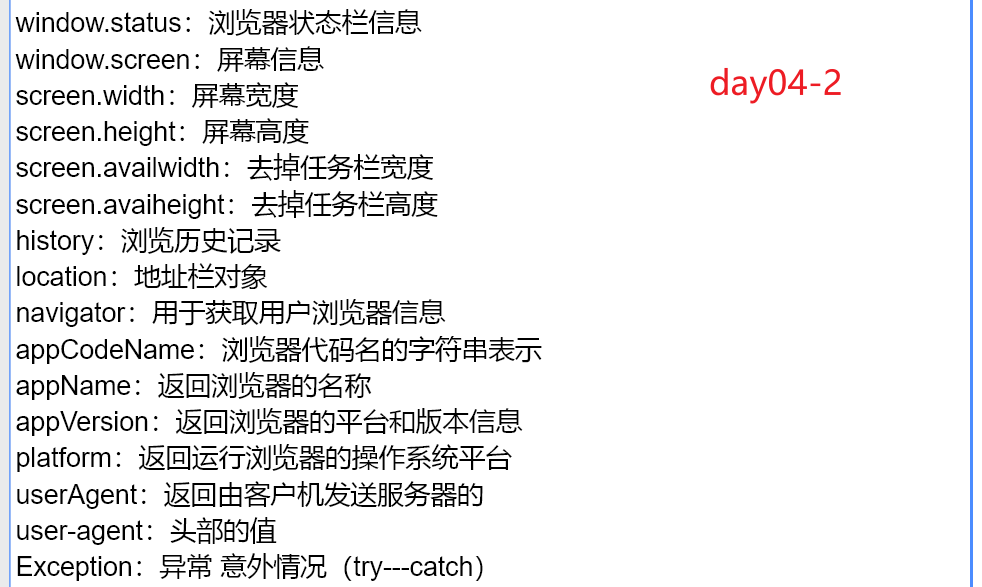 window.status：浏览器状态栏信息
window.screen：屏幕信息
day04-2
screen.width：屏幕宽度
screen.height：屏幕高度
screen.availwidth：去掉任务栏宽度
screen.avaiheight：去掉任务栏高度
history：浏览历史记录
location：地址栏对象
navigator：用于获取用户浏览器信息
appCodeName：浏览器代码名的字符串表示
appName：返回浏览器的名称
appVersion：返回浏览器的平台和版本信息
platform：返回运行浏览器的操作系统平台
userAgent：返回由客户机发送服务器的
user-agent：头部的值
Exception：异常 意外情况（try---catch）